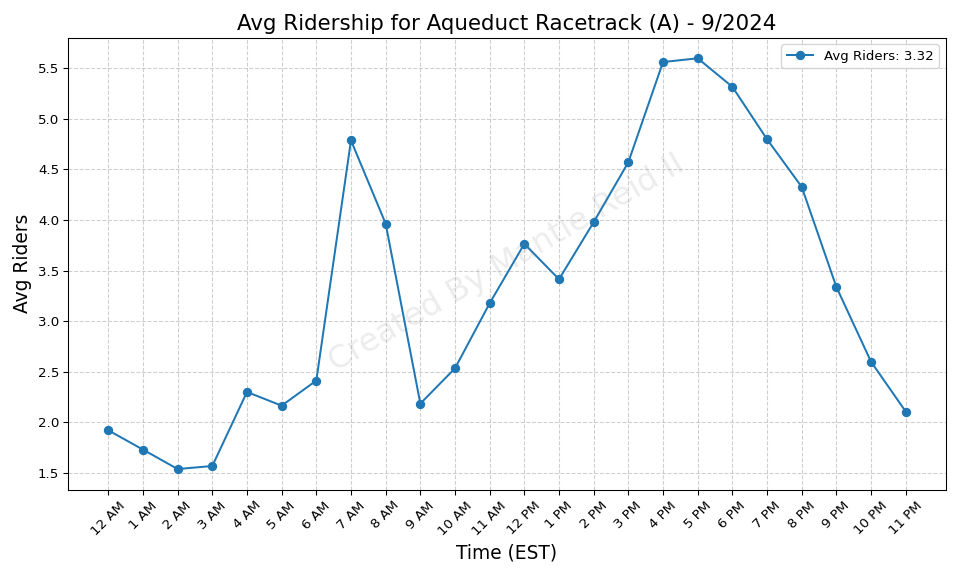 Avg Ridership for Aqueduct Racetrack (A) - 9/2024
Avg Riders: 3.32
Avg Riders
5.5
5.0
4.5
4.0
3.5
3.0
2.5
2.0
1.5
Created By Montie Reid II
12 AM
1 AM
2 AM
3 AM
4 AM
5 AM
6 AM
7 AM
8 AM
9 AM
10 AM
11 AM
12 PM
1 PM
2 PM
3 PM
4 PM
5 PM
6 PM
7 PM
8 PM
9 PM
10 PM
11 PM
Time (EST)